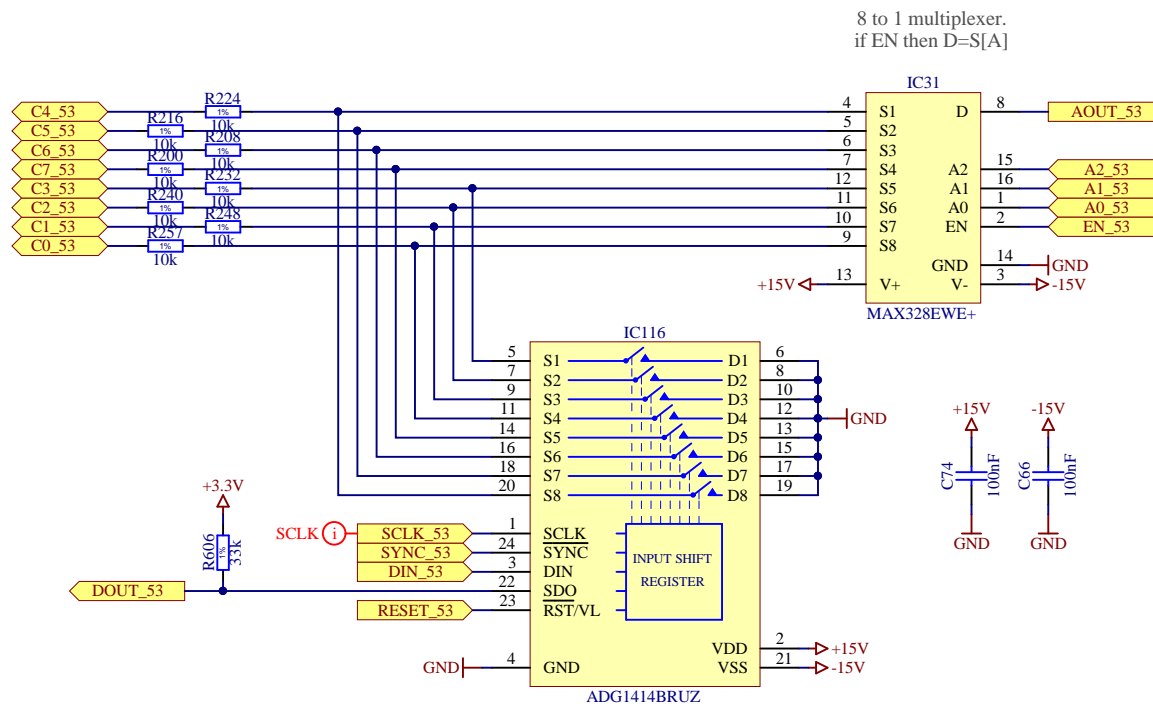 8 to 1 multiplexer.
if EN then D=S[A]
IC31
C4_53 R224 1% 10k 4 S1 D 8 AOUT_53
C5_53 R216 1% 10k 5 S2
C6_53 R208 1% 10k 6 S3
C7_53 R200 1% 10k 7 S4 A2 15 A2_53
C3_53 R232 1% 10k 12 S5 A1 16 A1_53
C2_53 R240 1% 10k 11 S6 A0 1 A0_53
C1_53 R248 1% 10k 10 S7 EN 2 EN_53
C0_53 R257 1% 10k 9 S8
GND 14 GND
+15V 13 V+ V- 3 -15V
MAX328EWE+
IC116
5 S1 D1 6
7 S2 D2 8
9 S3 D3 10
11 S4 D4 12 GND
14 S5 D5 13
16 S6 D6 15
18 S7 D7 17
20 S8 D8 19
+15V
C74
100nF
GND
-15V
C66
100nF
GND
+3.3V
R606
1%
33k
SCLK i SCLK_53 1 SCLK
SYNC_53 24 SYNC
DIN_53 3 DIN
DOUT_53 22 SDO
RESET_53 23 RST/VL
INPUT SHIFT
REGISTER
VDD 2 +15V
GND 4 GND VSS 21 -15V
ADG1414BRUZ